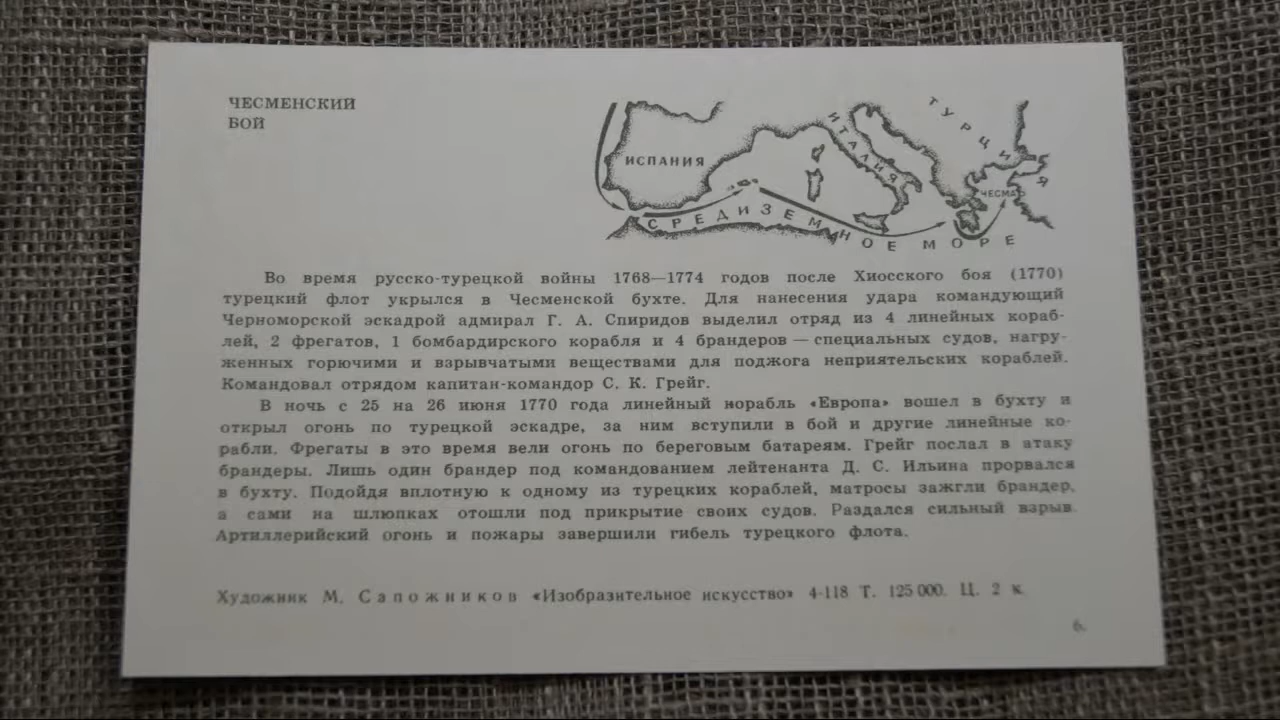 ЧЕСМЕНСКИЙ
БОЙ
ИСПАНИЯ
ИТАЛИЯ
ТУРЦИЯ
ЧЕСМА
СРЕДИЗЕМНОЕ МОРЕ
Во время русско-турецкой войны 1768—1774 годов после Хиосского боя (1770)
турецкий флот укрылся в Чесменской бухте. Для нанесения удара командующий
Черноморской эскадрой адмирал Г. А. Спиридов выделил отряд из 4 линейных кораб-
лей, 2 фрегатов, 1 бомбардирского корабля и 4 брандеров — специальных судов, нагру-
женных горючими и взрывчатыми веществами для поджога неприятельских кораблей.
Командовал отрядом капитан-командор С. К. Грейг.
В ночь с 25 на 26 июня 1770 года линейный корабль «Европа» вошел в бухту и
открыл огонь по турецкой эскадре, за ним вступили в бой и другие линейные ко-
рабли. Фрегаты в это время вели огонь по береговым батареям. Грейг послал в атаку
брандеры. Лишь один брандер под командованием лейтенанта Д. С. Ильина прорвался
в бухту. Подойдя вплотную к одному из турецких кораблей, матросы зажгли брандер,
а сами на шлюпках отошли под прикрытие своих судов. Раздался сильный взрыв.
Артиллерийский огонь и пожары завершили гибель турецкого флота.
Художник М. Сапожников «Изобразительное искусство» 4-118 Т. 125 000. Ц. 2 к.
6.